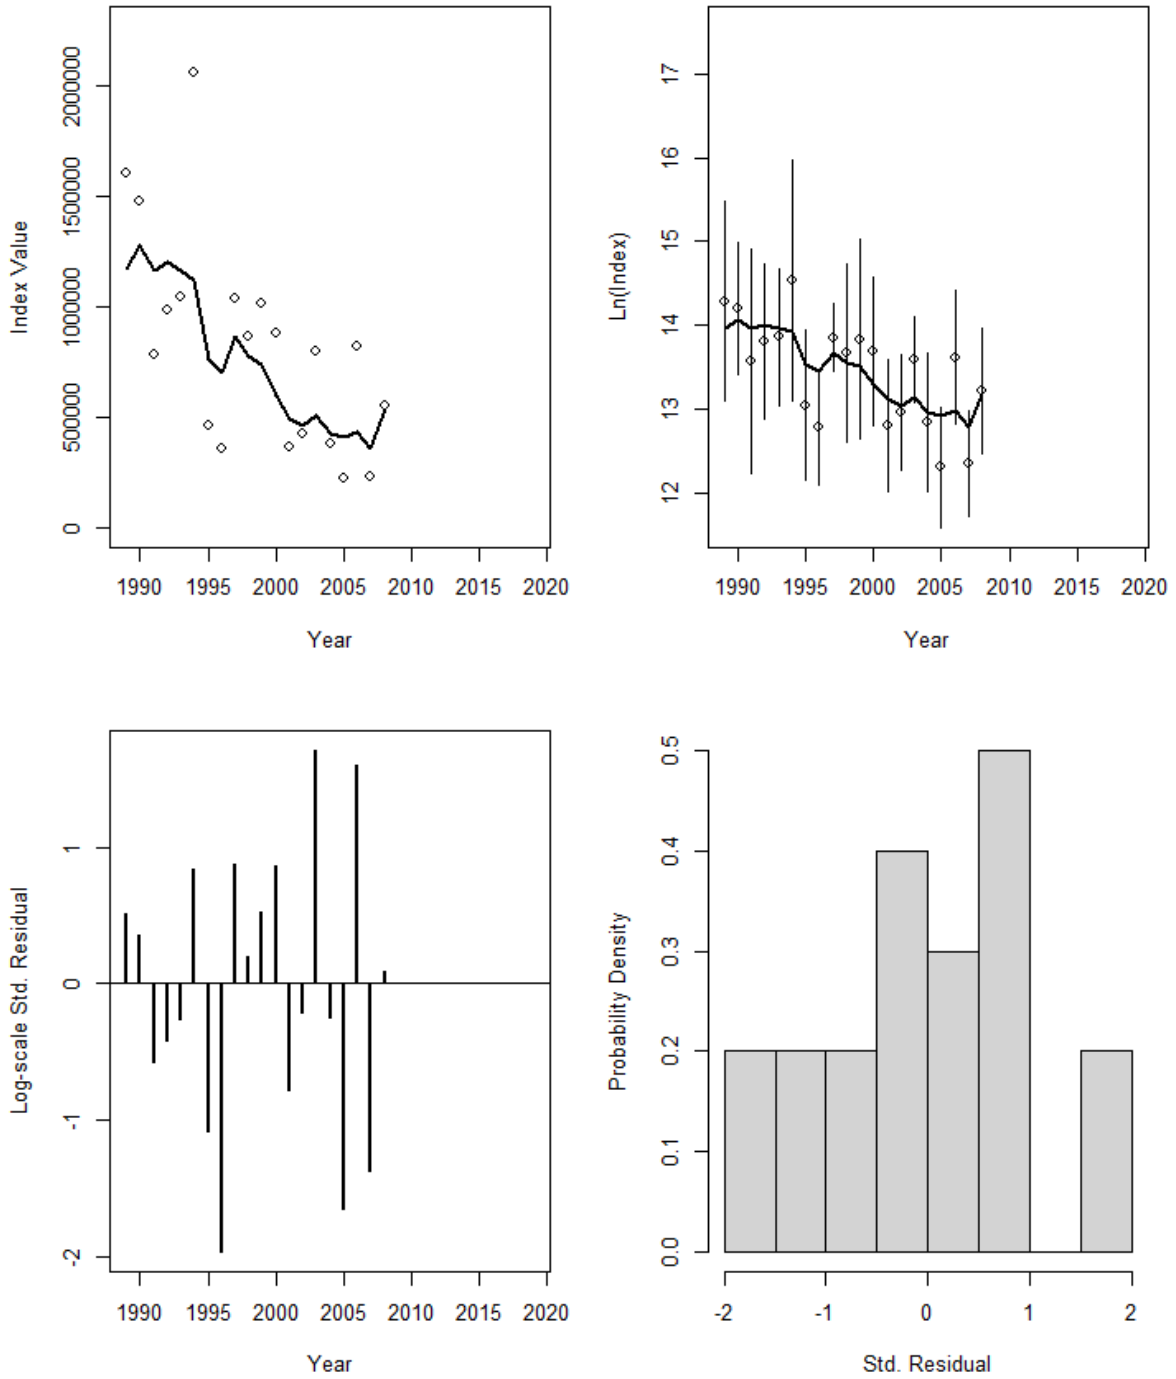 Index Value
0 500000 1000000 1500000 2000000
1990 1995 2000 2005 2010 2015 2020
Year
Ln(Index)
12 13 14 15 16 17
1990 1995 2000 2005 2010 2015 2020
Year
Log-scale Std. Residual
-2 -1 0 1
1990 1995 2000 2005 2010 2015 2020
Year
Probability Density
0.0 0.1 0.2 0.3 0.4 0.5
-2 -1 0 1 2
Std. Residual